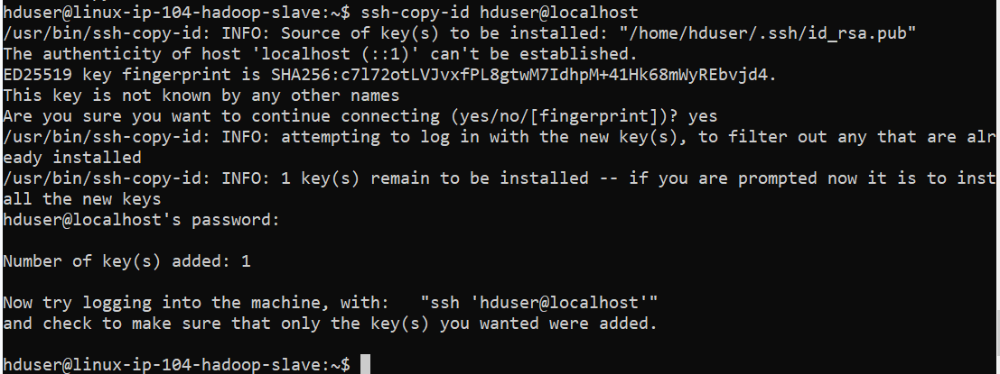 hduser@linux-ip-104-hadoop-slave:~$ ssh-copy-id hduser@localhost
/usr/bin/ssh-copy-id: INFO: Source of key(s) to be installed: "/home/hduser/.ssh/id_rsa.pub"
The authenticity of host 'localhost (::1)' can't be established.
ED25519 key fingerprint is SHA256:c7l72otLVJvxfPL8gtwM7IdhpM+41Hk68mWyREbvjd4.
This key is not known by any other names
Are you sure you want to continue connecting (yes/no/[fingerprint])? yes
/usr/bin/ssh-copy-id: INFO: attempting to log in with the new key(s), to filter out any that are alr
eady installed
/usr/bin/ssh-copy-id: INFO: 1 key(s) remain to be installed -- if you are prompted now it is to inst
all the new keys
hduser@localhost's password:
Number of key(s) added: 1
Now try logging into the machine, with:   "ssh 'hduser@localhost'"
and check to make sure that only the key(s) you wanted were added.
hduser@linux-ip-104-hadoop-slave:~$